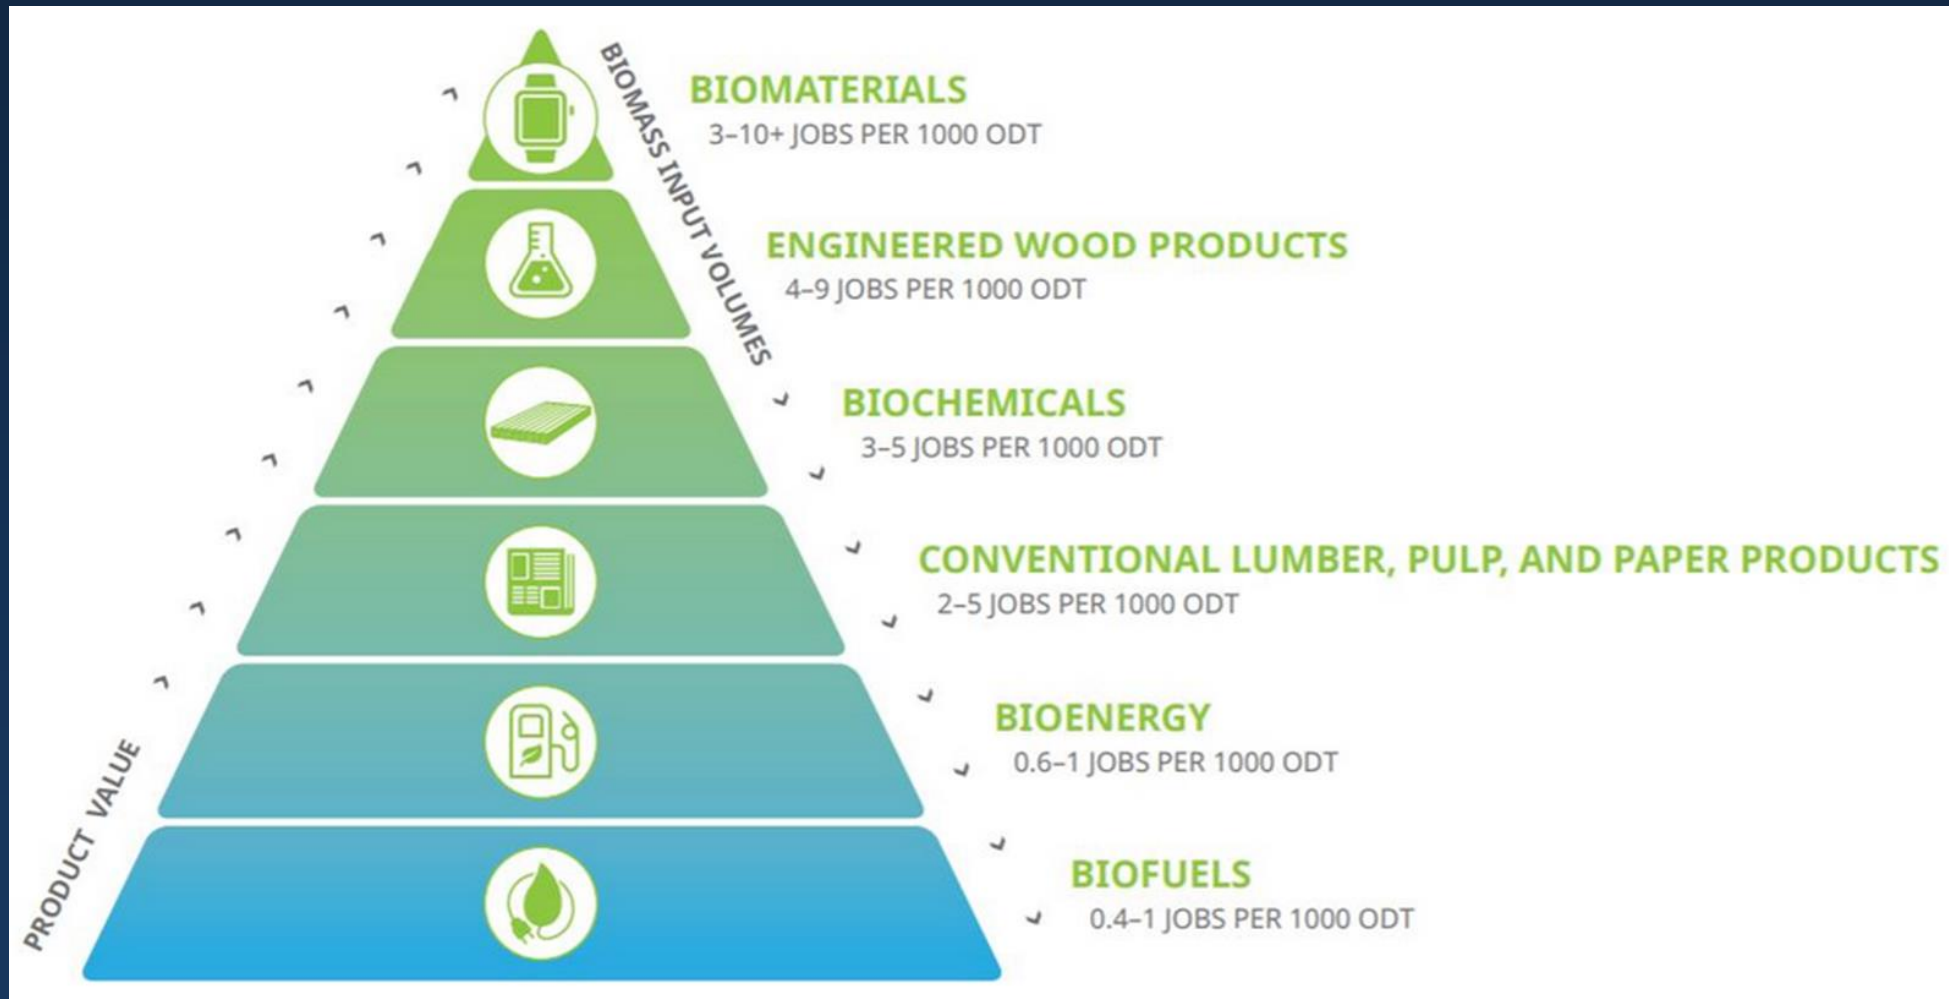 BIOMASS INPUT VOLUMES
BIOMATERIALS
3–10+ JOBS PER 1000 ODT
ENGINEERED WOOD PRODUCTS
4–9 JOBS PER 1000 ODT
BIOCHEMICALS
3–5 JOBS PER 1000 ODT
CONVENTIONAL LUMBER, PULP, AND PAPER PRODUCTS
2–5 JOBS PER 1000 ODT
BIOENERGY
0.6–1 JOBS PER 1000 ODT
PRODUCT VALUE
BIOFUELS
0.4–1 JOBS PER 1000 ODT